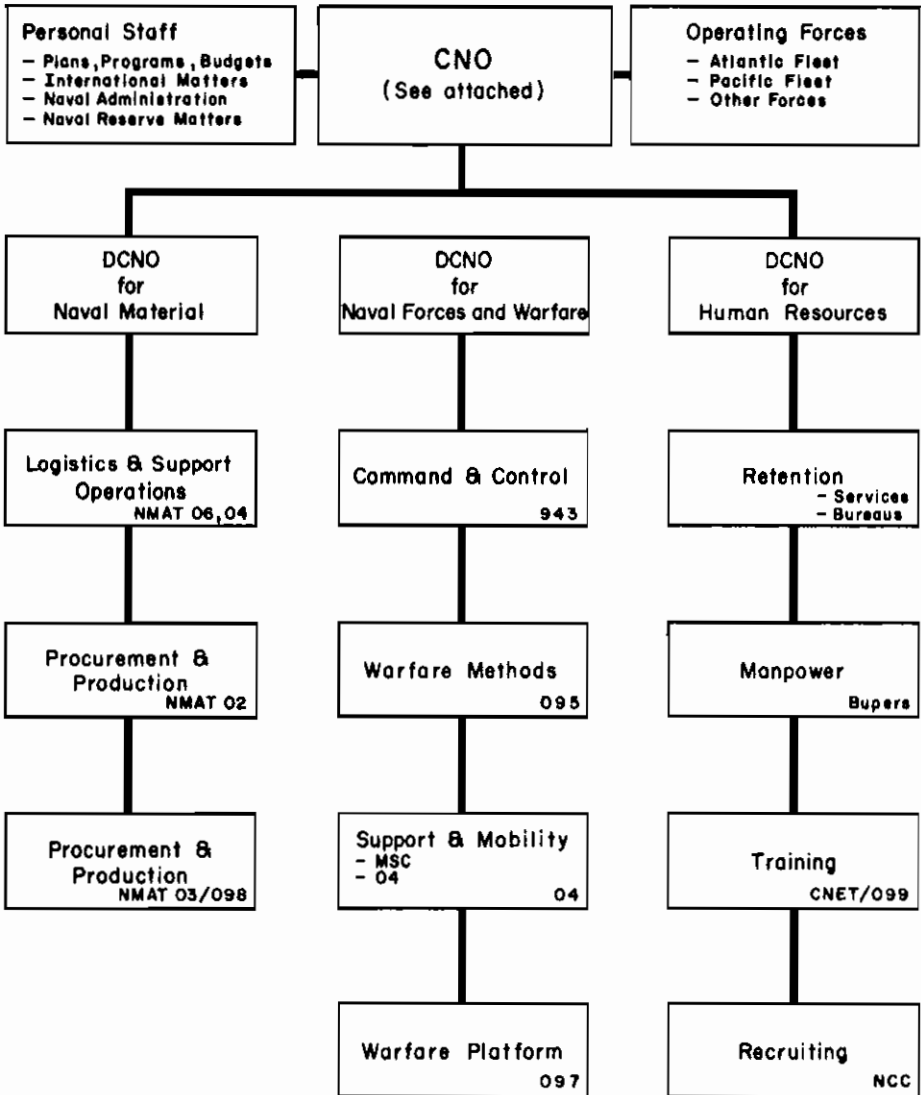 Personal Staff
- Plans, Programs, Budgets
- International Matters
- Naval Administration
- Naval Reserve Matters
CNO
(See attached)
Operating Forces
- Atlantic Fleet
- Pacific Fleet
- Other Forces
DCNO
for
Naval Material
DCNO
for
Naval Forces and Warfare
DCNO
for
Human Resources
Logistics & Support
Operations
NMAT 06,04
Command & Control
943
Retention
- Services
- Bureaus
Procurement &
Production
NMAT 02
Warfare Methods
095
Manpower
Bupers
Procurement &
Production
NMAT 03/098
Support & Mobility
- MSC
- 04
04
Training
CNET/099
Warfare Platform
097
Recruiting
NCC